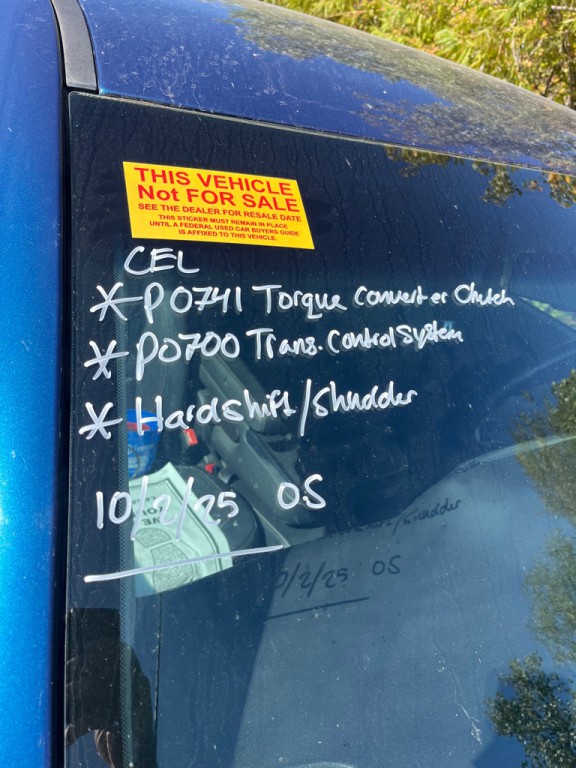 THIS VEHICLE
Not FOR SALE
SEE THE DEALER FOR RESALE DATE
THIS STICKER MUST REMAIN IN PLACE
UNTIL A FEDERAL USED CAR BUYERS GUIDE
IS AFFIXED TO THIS VEHICLE.
CEL
* P0741 Torque Converter Clutch
* P0700 Trans. Control System
* Hardshift/Shudder
10/2/25 OS